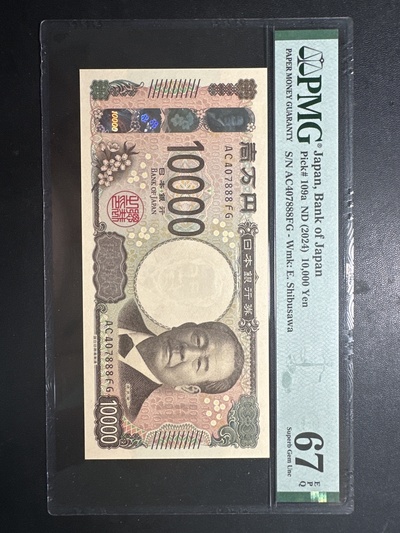 PMG
PAPER MONEY GUARANTY
Japan, Bank of Japan
Pick# 109a ND (2024) 10,000 Yen
S/N AC407888FG - Wmk: E. Shibusawa
67 EPQ
Superb Gem Unc
AC407888FG
壱万円
10000
日本銀行
BANK OF JAPAN
日本銀行券
10000
AC407888FG
10000